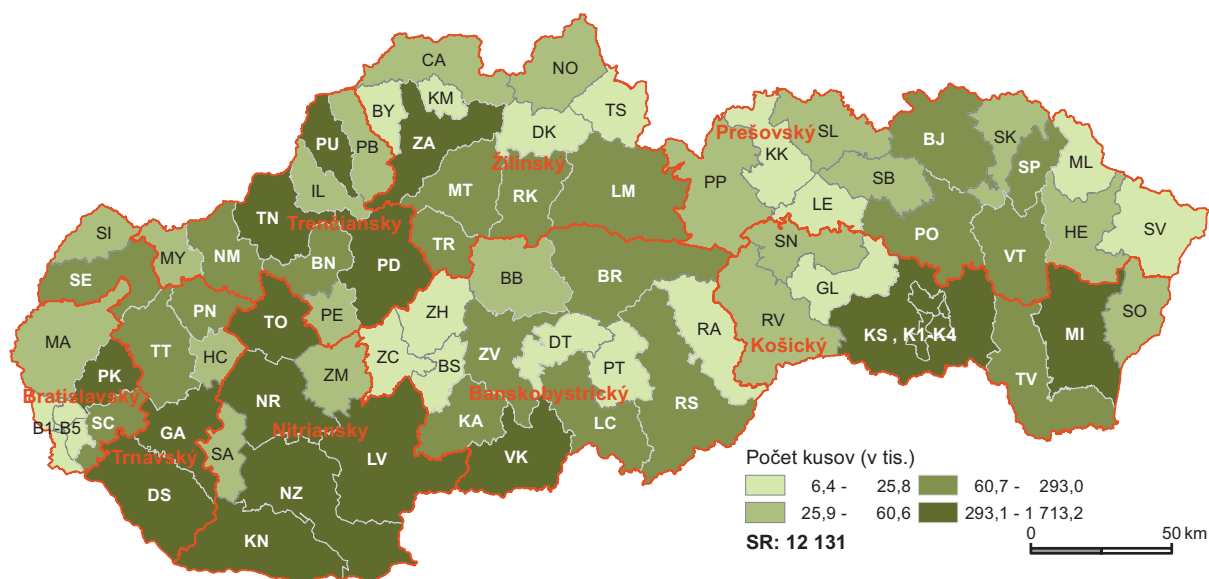 CA
NO
BY
KM
TS
PU
PB
ZA
DK
Žilinský
Prešovský
SL
BJ
SK
SP
ML
KK
SB
IL
MT
RK
LM
PP
LE
TN
Trenčiansky
TR
PO
VT
HE
SV
SI
MY
NM
BN
PD
SN
SE
BB
BR
GL
PN
TO
PE
ZH
RA
RV
Košický
KS , K1-K4
MI
SO
MA
TT
HC
ZC
BS
ZV
DT
PT
PK
NR
ZM
Bratislavský
Banskobystrický
RS
TV
B1-B5
SC
GA
Nitriansky
KA
LC
Trnavský
SA
LV
VK
DS
NZ
KN
Počet kusov (v tis.)
6,4 - 25,8
60,7 - 293,0
25,9 - 60,6
293,1 - 1 713,2
SR: 12 131
0 50 km